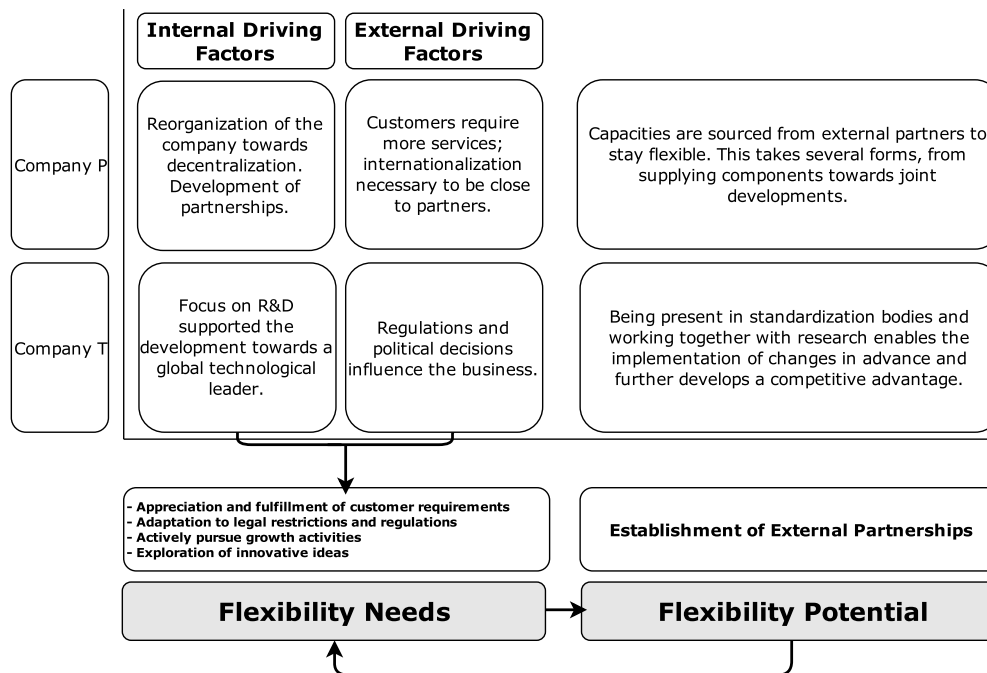 Internal Driving
Factors
External Driving
Factors
Company P
Reorganization of the
company towards
decentralization.
Development of
partnerships.
Customers require
more services;
internationalization
necessary to be close
to partners.
Capacities are sourced from external partners to
stay flexible. This takes several forms, from
supplying components towards joint
developments.
Company T
Focus on R&D
supported the
development towards a
global technological
leader.
Regulations and
political decisions
influence the business.
Being present in standardization bodies and
working together with research enables the
implementation of changes in advance and
further develops a competitive advantage.
- Appreciation and fulfillment of customer requirements
- Adaptation to legal restrictions and regulations
- Actively pursue growth activities
- Exploration of innovative ideas
Establishment of External Partnerships
Flexibility Needs
Flexibility Potential